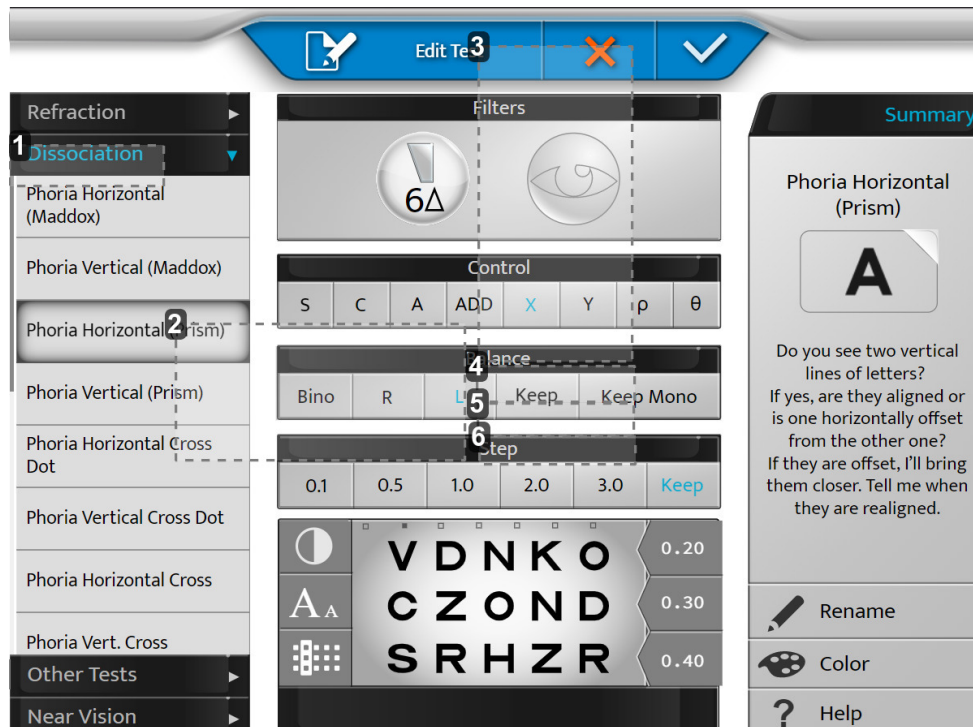 Edit Te
3
Refraction
1
Dissociation
Phoria Horizontal
(Maddox)
Phoria Vertical (Maddox)
2
Phoria Horizontal (Prism)
Phoria Vertical (Prism)
Phoria Horizontal Cross
Dot
Phoria Vertical Cross Dot
Phoria Horizontal Cross
Phoria Vert. Cross
Other Tests
Near Vision
Filters
6Δ
Control
S C A ADD X Y ρ θ
4
Balance
Bino R L Keep Keep Mono
5
6
Step
0.1 0.5 1.0 2.0 3.0 Keep
V D N K O
0.20
A A
C Z O N D
0.30
S R H Z R
0.40
Summary
Phoria Horizontal
(Prism)
A
Do you see two vertical
lines of letters?
If yes, are they aligned or
is one horizontally offset
from the other one?
If they are offset, I'll bring
them closer. Tell me when
they are realigned.
Rename
Color
? Help